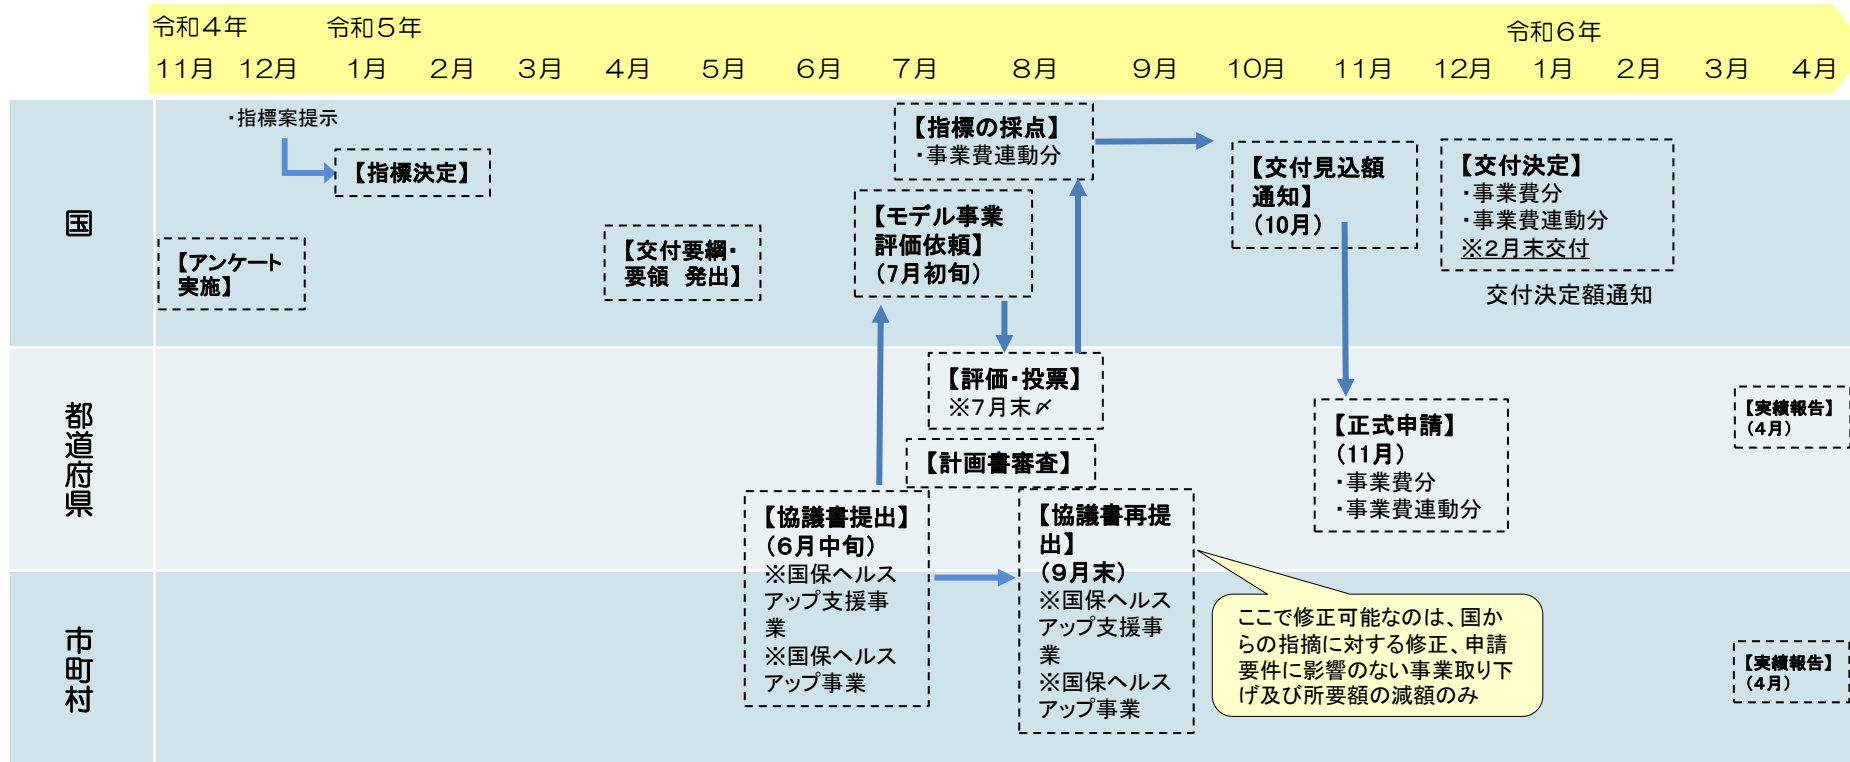 令和4年
令和5年
令和6年
11月
12月
1月
2月
3月
4月
5月
6月
7月
8月
9月
10月
11月
12月
1月
2月
3月
4月
国
・指標案提示
【指標決定】
【アンケート
実施】
【交付要綱・
要領 発出】
【指標の採点】
・事業費連動分
【モデル事業
評価依頼】
(7月初旬)
【交付見込額
通知】
(10月)
【交付決定】
・事業費分
・事業費連動分
※2月末交付
交付決定額通知
都道府県
【評価・投票】
※7月末〆
【計画書審査】
【協議書提出】
(6月中旬)
※国保ヘルス
アップ支援事
業
※国保ヘルス
アップ事業
【協議書再提
出】
(9月末)
※国保ヘルス
アップ支援事
業
※国保ヘルス
アップ事業
【正式申請】
(11月)
・事業費分
・事業費連動分
【実績報告】
(4月)
市町村
ここで修正可能なのは、国か
らの指摘に対する修正、申請
要件に影響のない事業取り下
げ及び所要額の減額のみ
【実績報告】
(4月)